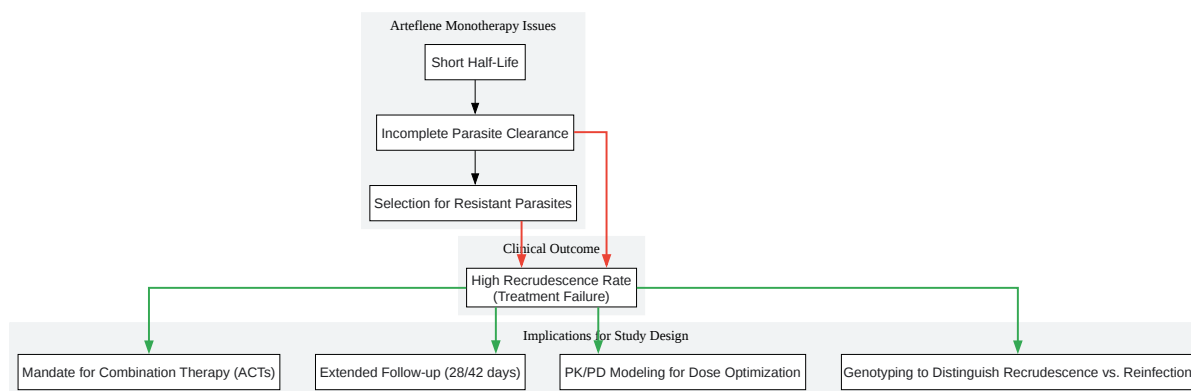 Arteflene Monotherapy Issues
Short Half-Life
Incomplete Parasite Clearance
Selection for Resistant Parasites
Clinical Outcome
High Recrudescence Rate
(Treatment Failure)
Implications for Study Design
Mandate for Combination Therapy (ACTs)
Extended Follow-up (28/42 days)
PK/PD Modeling for Dose Optimization
Genotyping to Distinguish Recrudescence vs. Reinfection